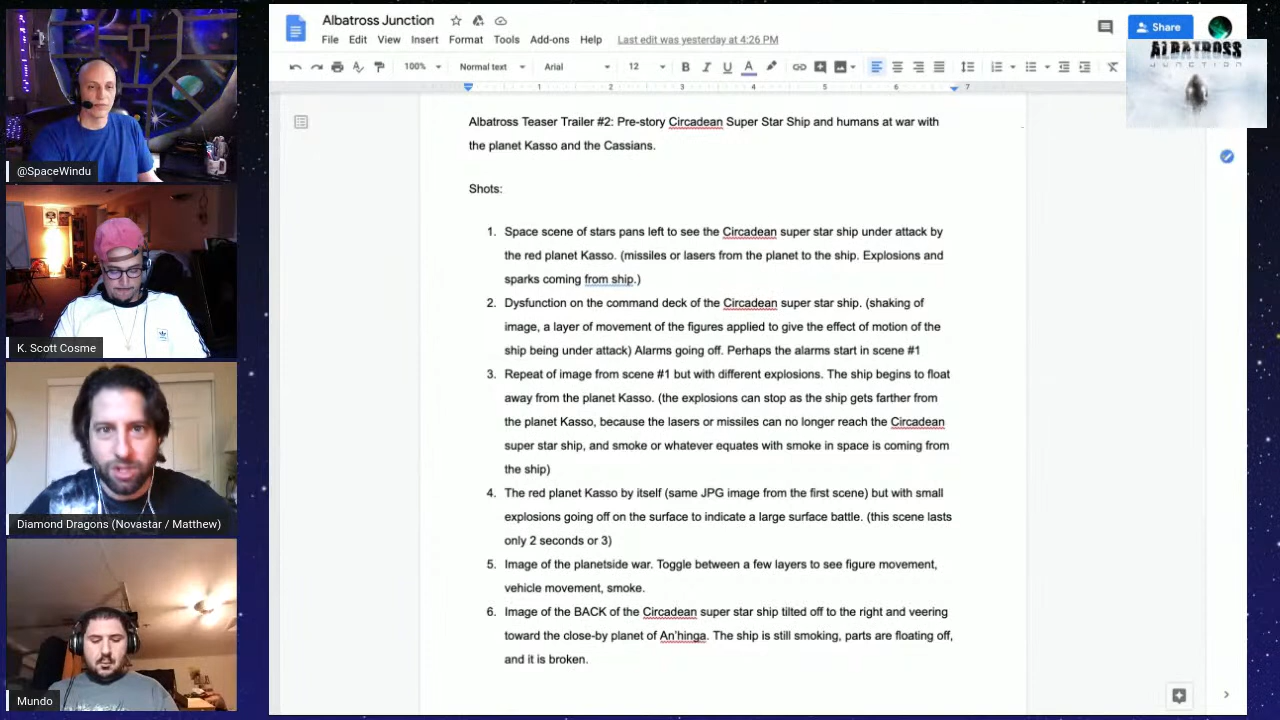 Albatross Junction
File Edit View Insert Format Tools Add-ons Help Last edit was yesterday at 4:26 PM
Share
100% Normal text Arial 12
ALBATROSS
JUNCTION
1 2 3 4 5 6 7
Albatross Teaser Trailer #2: Pre-story Circadean Super Star Ship and humans at war with
the planet Kasso and the Cassians.
Shots:
1. Space scene of stars pans left to see the Circadean super star ship under attack by
the red planet Kasso. (missiles or lasers from the planet to the ship. Explosions and
sparks coming from ship.)
2. Dysfunction on the command deck of the Circadean super star ship. (shaking of
image, a layer of movement of the figures applied to give the effect of motion of the
ship being under attack) Alarms going off. Perhaps the alarms start in scene #1
3. Repeat of image from scene #1 but with different explosions. The ship begins to float
away from the planet Kasso. (the explosions can stop as the ship gets farther from
the planet Kasso, because the lasers or missiles can no longer reach the Circadean
super star ship, and smoke or whatever equates with smoke in space is coming from
the ship)
4. The red planet Kasso by itself (same JPG image from the first scene) but with small
explosions going off on the surface to indicate a large surface battle. (this scene lasts
only 2 seconds or 3)
5. Image of the planetside war. Toggle between a few layers to see figure movement,
vehicle movement, smoke.
6. Image of the BACK of the Circadean super star ship tilted off to the right and veering
toward the close-by planet of An'hinga. The ship is still smoking, parts are floating off,
and it is broken.
@SpaceWindu
K. Scott Cosme
Diamond Dragons (Novastar / Matthew)
Mundo